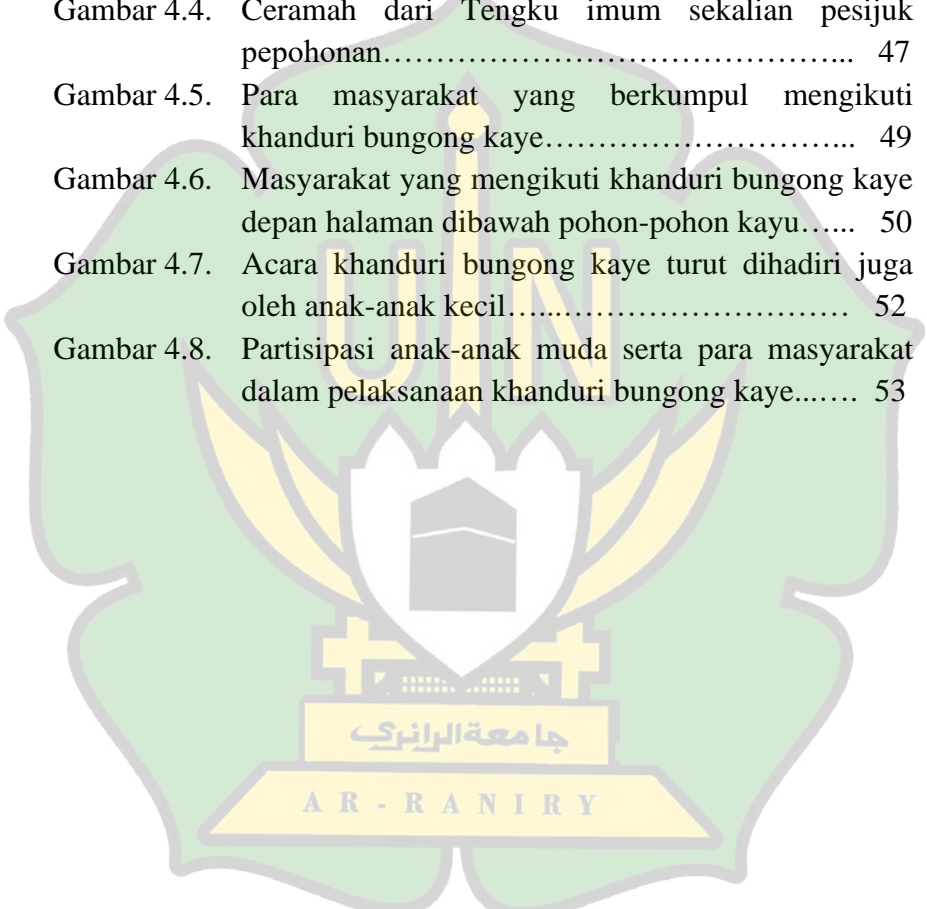 Gambar 4.4. Ceramah dari Tengku imum sekalian pesijuk
pepohonan……………………………………... 47
Gambar 4.5. Para masyarakat yang berkumpul mengikuti
khanduri bungong kaye………………………... 49
Gambar 4.6. Masyarakat yang mengikuti khanduri bungong kaye
depan halaman dibawah pohon-pohon kayu…... 50
Gambar 4.7. Acara khanduri bungong kaye turut dihadiri juga
oleh anak-anak kecil…..……………………… 52
Gambar 4.8. Partisipasi anak-anak muda serta para masyarakat
dalam pelaksanaan khanduri bungong kaye...…. 53
UIN
جامعةالرانري
AR-RANIRY